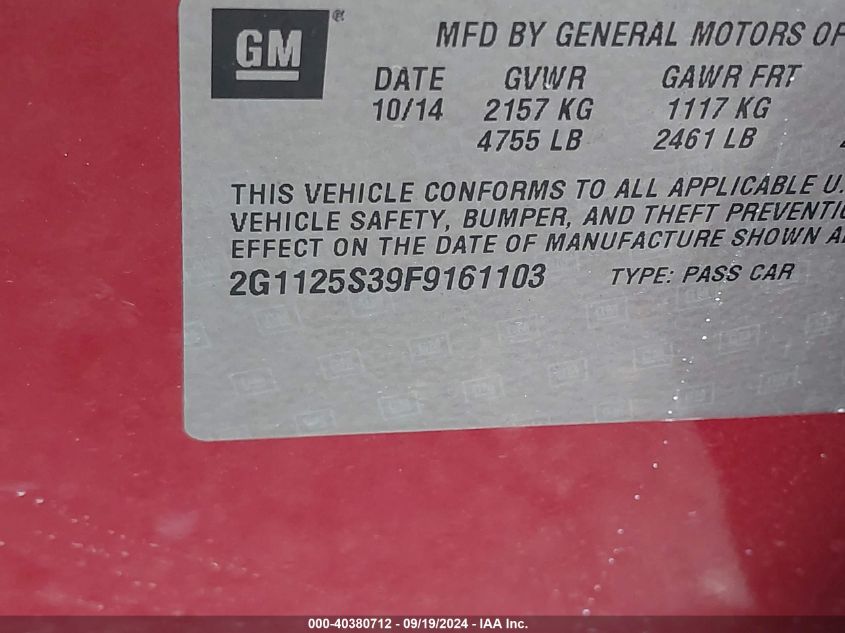 GM®
MFD BY GENERAL MOTORS OF
DATE GVWR GAWR FRT
10/14 2157 KG 1117 KG
4755 LB 2461 LB
THIS VEHICLE CONFORMS TO ALL APPLICABLE U.
VEHICLE SAFETY, BUMPER, AND THEFT PREVENTIO
EFFECT ON THE DATE OF MANUFACTURE SHOWN A
2G1125S39F9161103 TYPE: PASS CAR
000-40380712 - 09/19/2024 - IAA Inc.